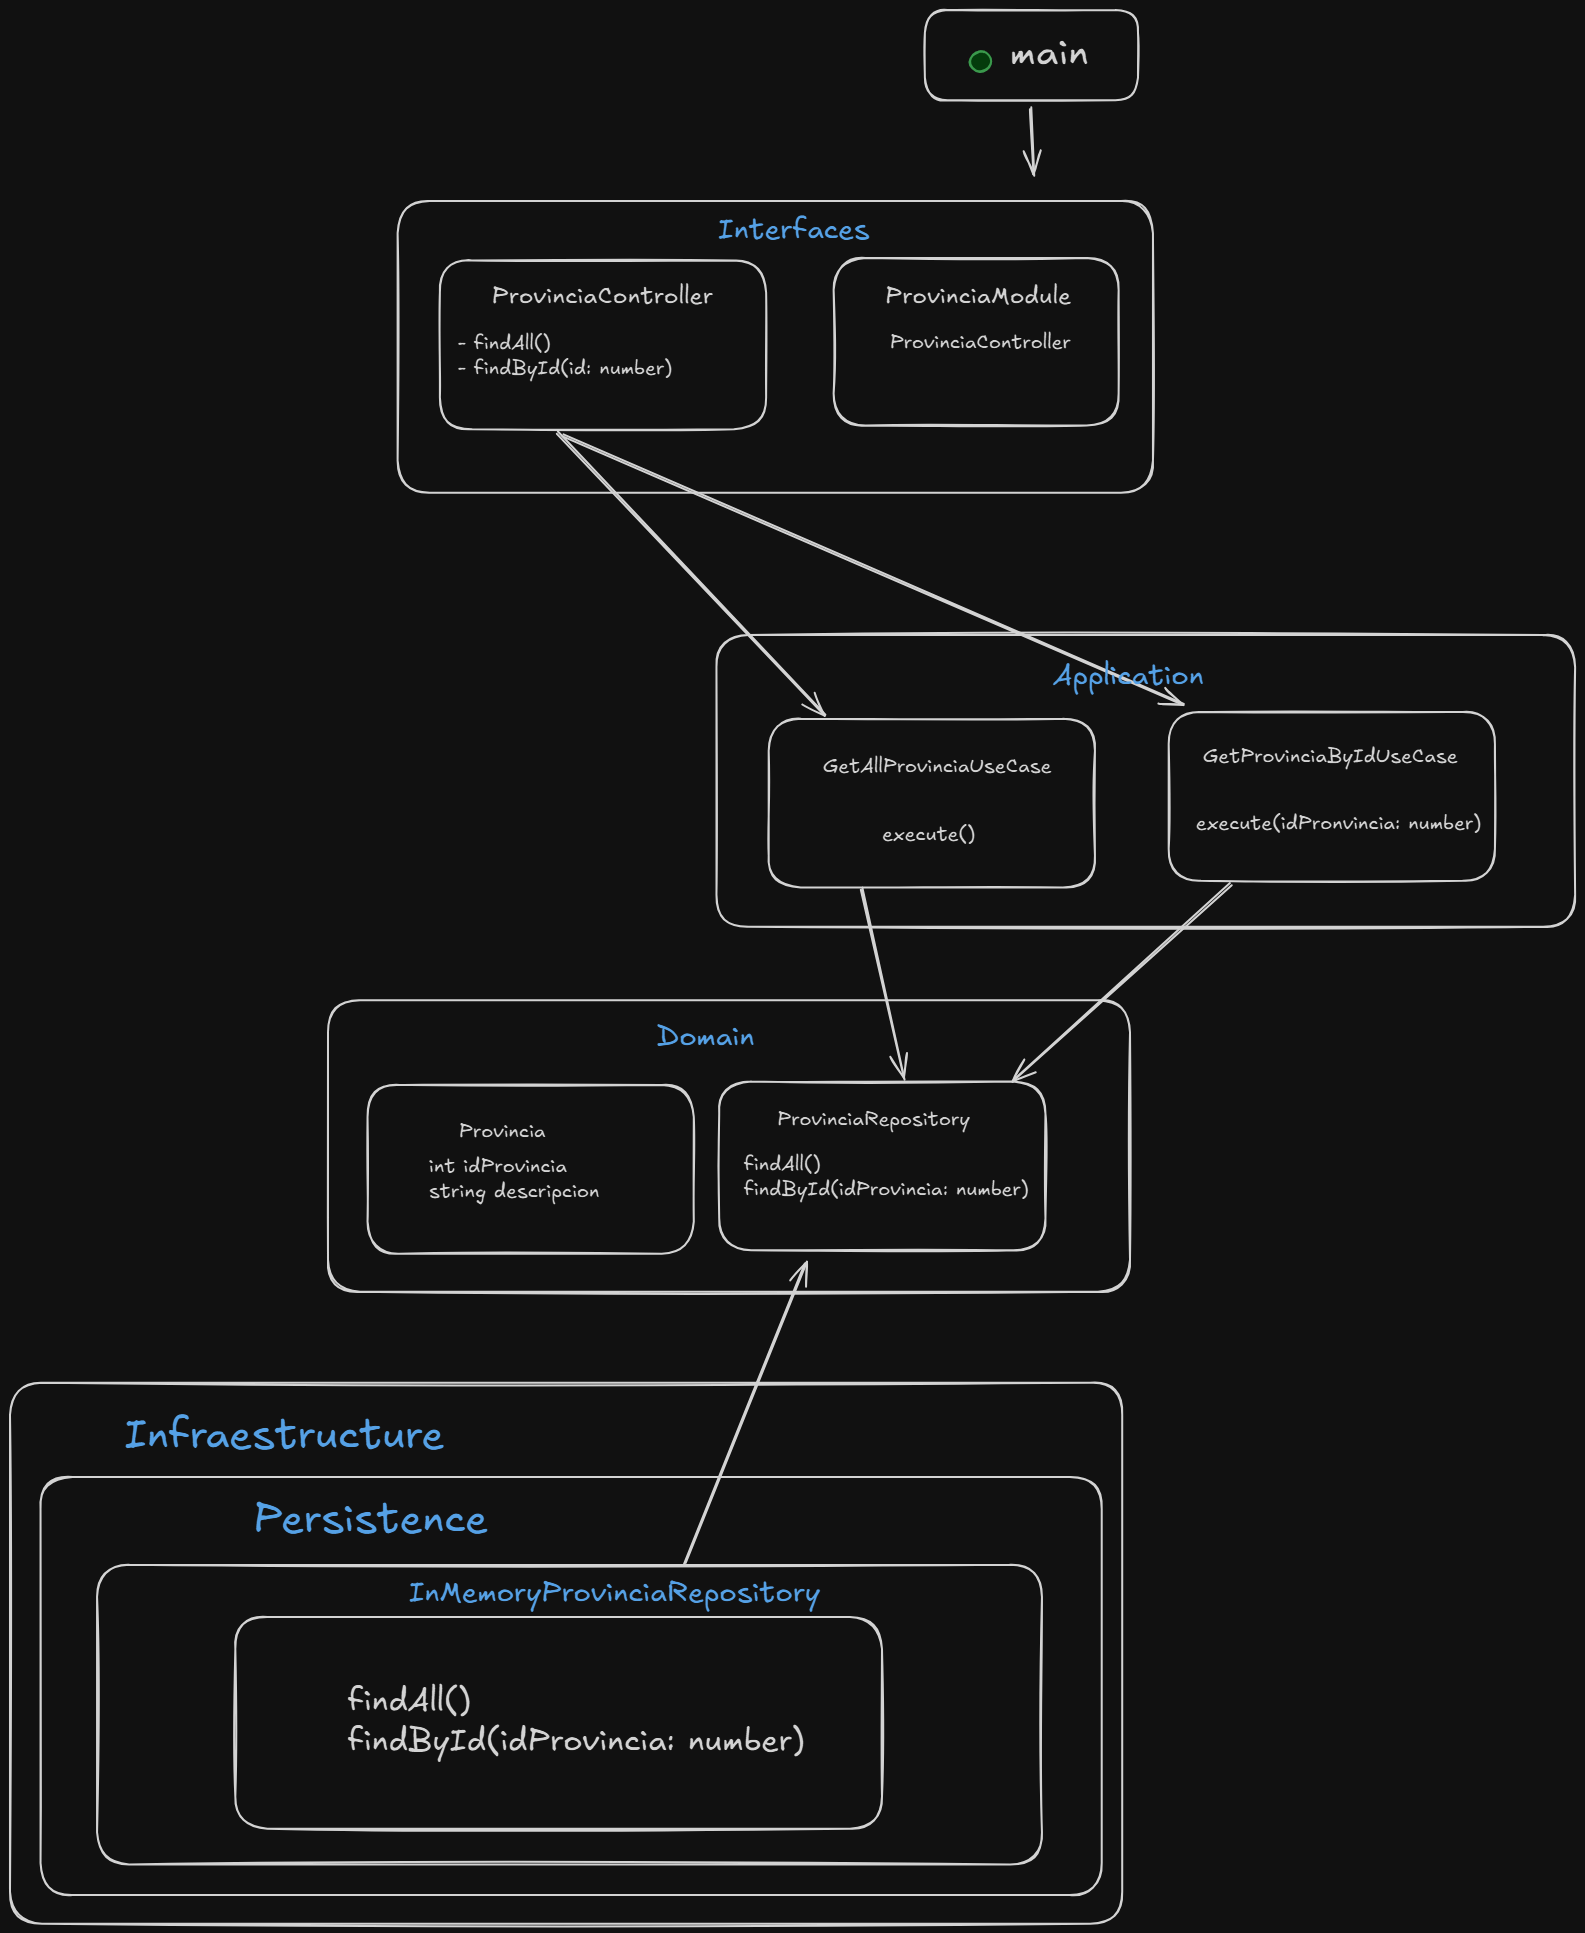 main
Interfaces
ProvinciaController
- findAll()
- findById(id: number)
ProvinciaModule
ProvinciaController
Application
GetAllProvinciaUseCase
execute()
GetProvinciaByIdUseCase
execute(idPronvincia: number)
Domain
Provincia
int idProvincia
string descripcion
ProvinciaRepository
findAll()
findById(idProvincia: number)
Infraestructure
Persistence
InMemoryProvinciaRepository
findAll()
findById(idProvincia: number)